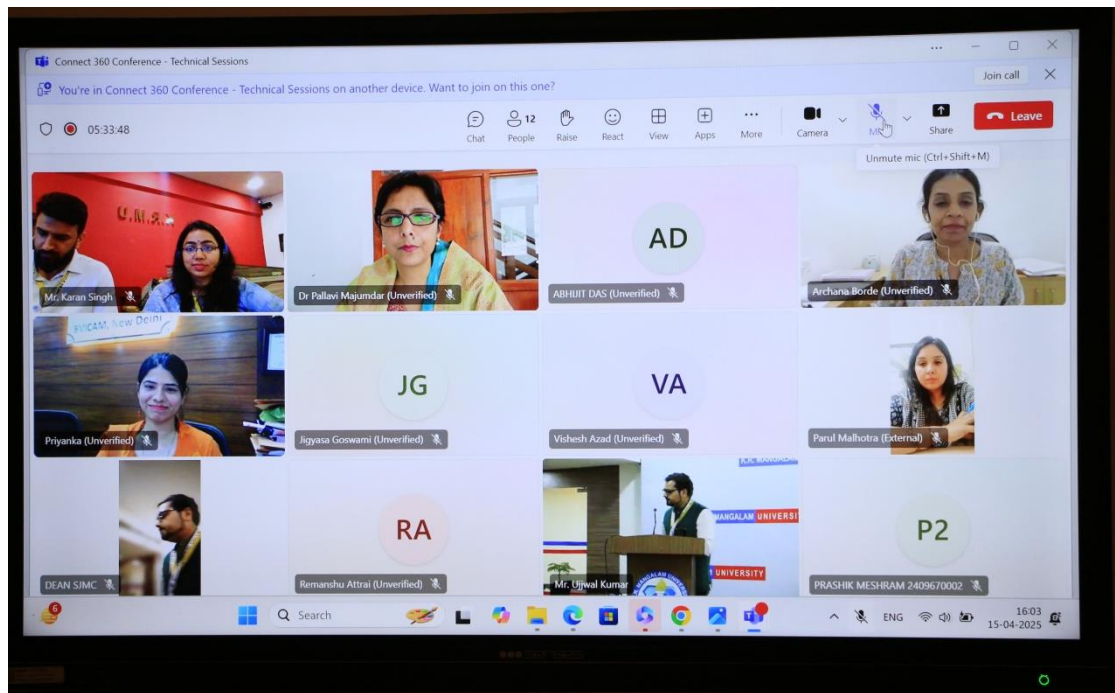 Connect 360 Conference - Technical Sessions
You're in Connect 360 Conference - Technical Sessions on another device. Want to join on this one?
Join call
05:33:48
Chat
12
People
Raise
React
View
Apps
More
Camera
Share
Leave
Unmute mic (Ctrl+Shift+M)
Mr. Karan Singh
Dr Pallavi Majumdar (Unverified)
AD
ABHIJIT DAS (Unverified)
Archana Borde (Unverified)
New Delhi
Priyanka (Unverified)
JG
Jigyasa Goswami (Unverified)
VA
Vishesh Azad (Unverified)
Parul Malhotra (External)
DEAN SJMC
RA
Remanshu Attrai (Unverified)
MANGALAM UNIVERSI
UNIVERSITY
Mr. Ujjwal Kumar
P2
PRASHIK MESHRAM 2409670002
6
Search
ENG
16:03
15-04-2025